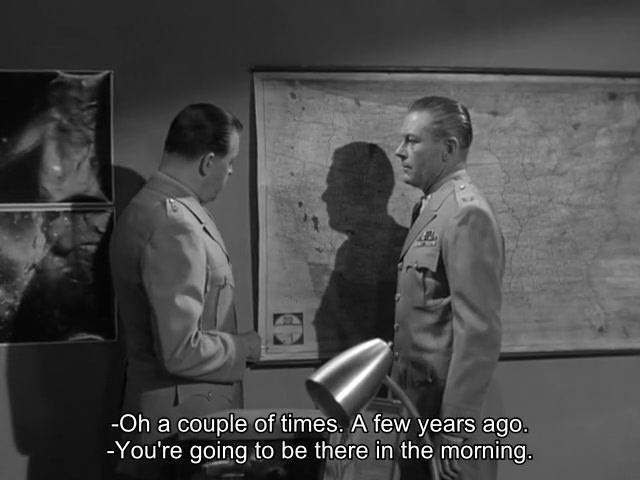 -Oh a couple of times. A few years ago.
-You're going to be there in the morning.